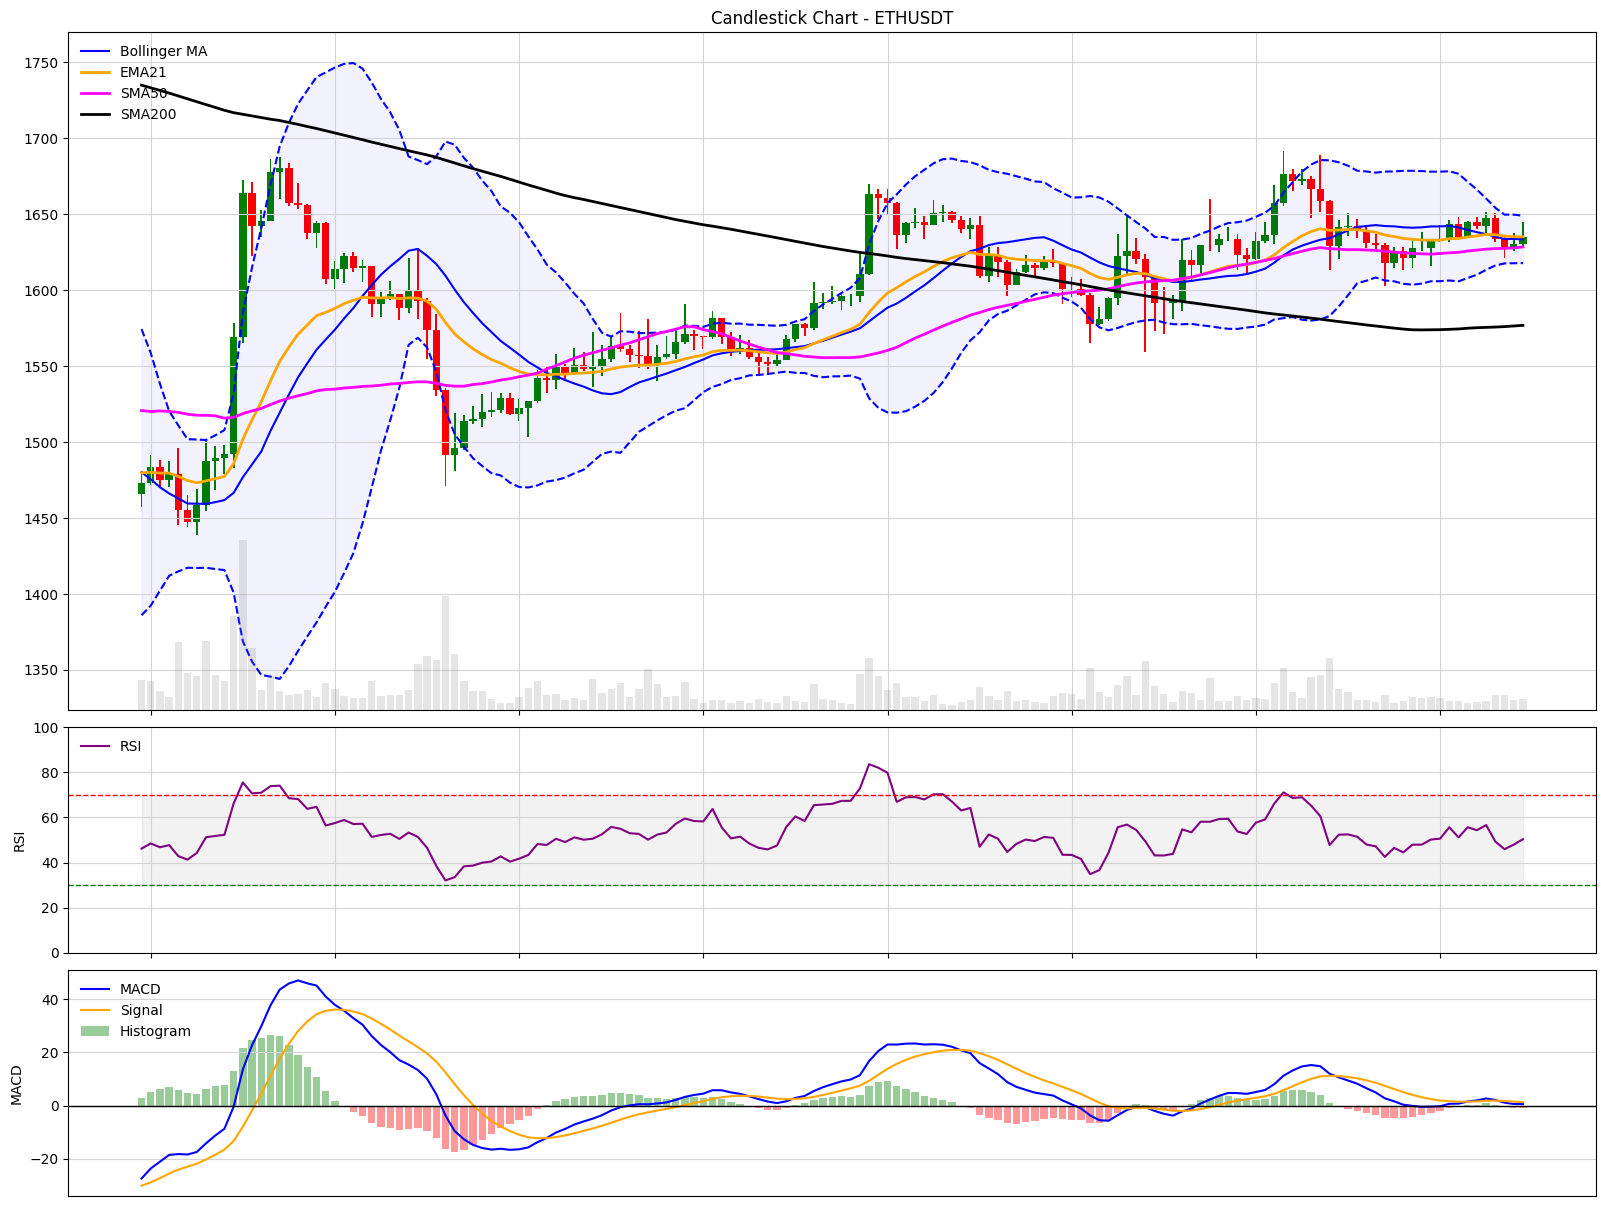 Candlestick Chart - ETHUSDT
Bollinger MA
EMA21
SMA50
SMA200
1750
1700
1650
1600
1550
1500
1450
1400
1350
RSI
100
80
60
40
20
0
RSI
MACD
Signal
Histogram
40
20
0
−20
MACD